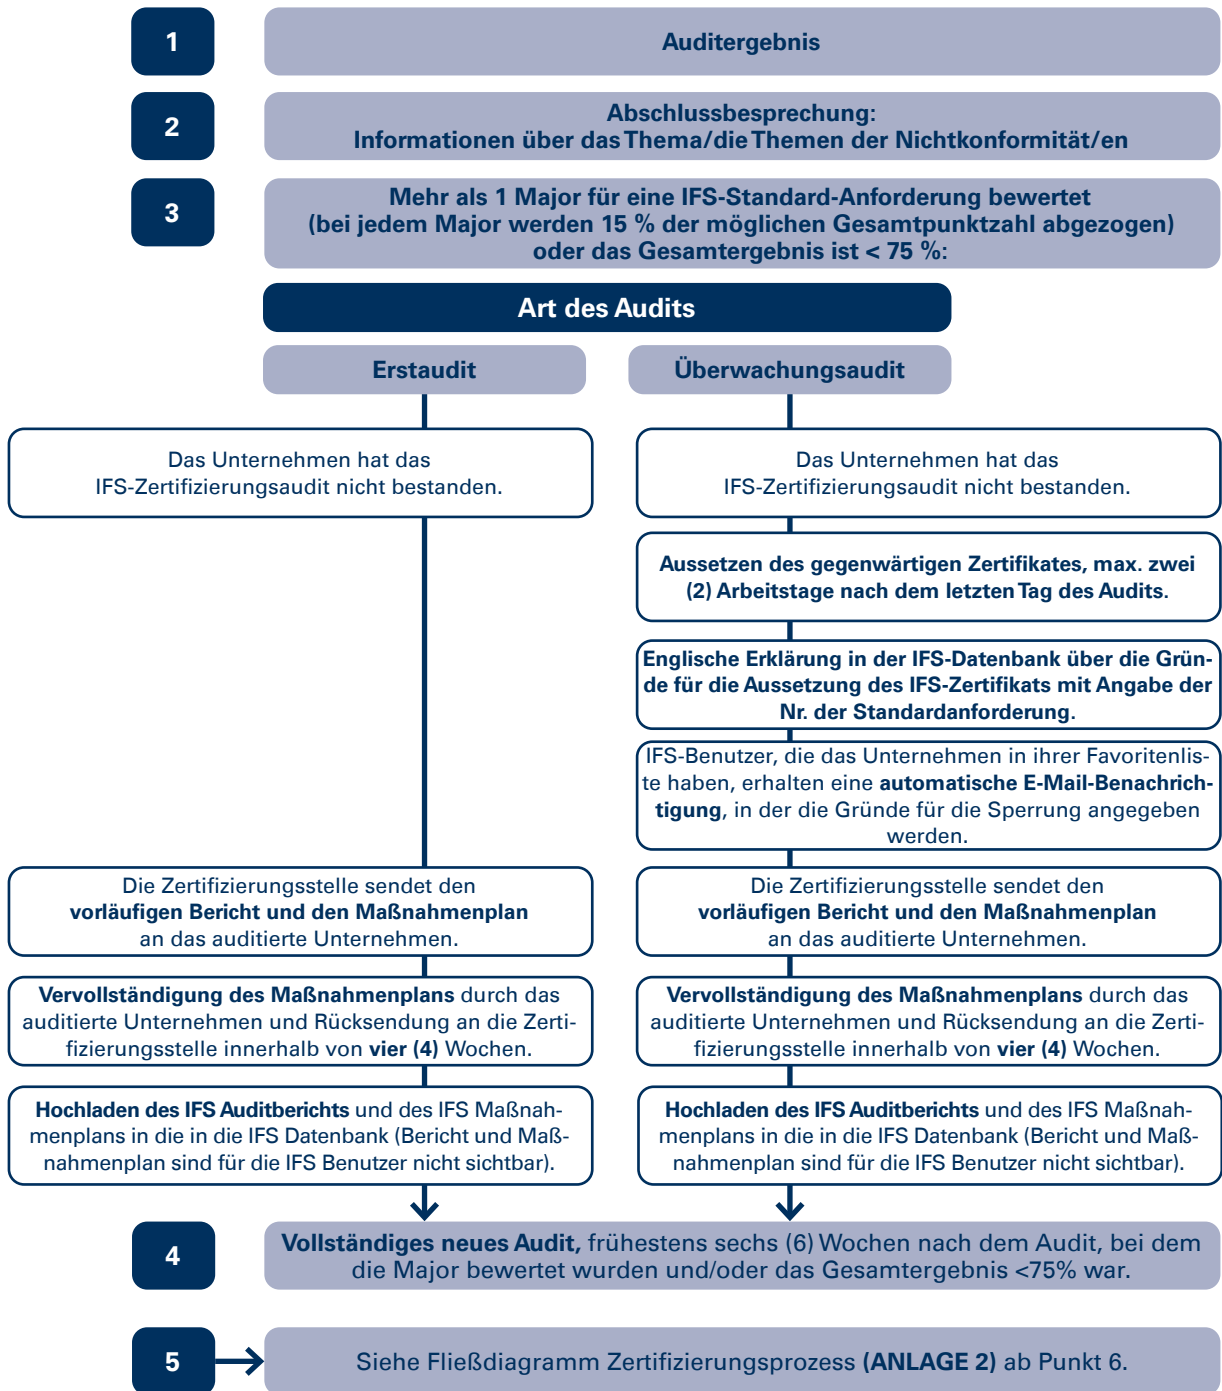 1
Auditergebnis
2
Abschlussbesprechung:
Informationen über das Thema/die Themen der Nichtkonformität/en
3
Mehr als 1 Major für eine IFS-Standard-Anforderung bewertet
(bei jedem Major werden 15 % der möglichen Gesamtpunktzahl abgezogen)
oder das Gesamtergebnis ist < 75 %:
Art des Audits
Erstaudit
Das Unternehmen hat das
IFS-Zertifizierungsaudit nicht bestanden.
Die Zertifizierungsstelle sendet den
vorläufigen Bericht und den Maßnahmenplan
an das auditierte Unternehmen.
Vervollständigung des Maßnahmenplans durch das
auditierte Unternehmen und Rücksendung an die Zerti-
fizierungsstelle innerhalb von vier (4) Wochen.
Hochladen des IFS Auditberichts und des IFS Maßnah-
menplans in die in die IFS Datenbank (Bericht und Maß-
nahmenplan sind für die IFS Benutzer nicht sichtbar).
Überwachungsaudit
Das Unternehmen hat das
IFS-Zertifizierungsaudit nicht bestanden.
Aussetzen des gegenwärtigen Zertifikates, max. zwei
(2) Arbeitstage nach dem letzten Tag des Audits.
Englische Erklärung in der IFS-Datenbank über die Grün-
de für die Aussetzung des IFS-Zertifikats mit Angabe der
Nr. der Standardanforderung.
IFS-Benutzer, die das Unternehmen in ihrer Favoritenlis-
te haben, erhalten eine automatische E-Mail-Benachrich-
tigung, in der die Gründe für die Sperrung angegeben
werden.
Die Zertifizierungsstelle sendet den
vorläufigen Bericht und den Maßnahmenplan
an das auditierte Unternehmen.
Vervollständigung des Maßnahmenplans durch das
auditierte Unternehmen und Rücksendung an die Zerti-
fizierungsstelle innerhalb von vier (4) Wochen.
Hochladen des IFS Auditberichts und des IFS Maßnah-
menplans in die in die IFS Datenbank (Bericht und Maß-
nahmenplan sind für die IFS Benutzer nicht sichtbar).
4
Vollständiges neues Audit, frühestens sechs (6) Wochen nach dem Audit, bei dem
die Major bewertet wurden und/oder das Gesamtergebnis <75% war.
5
Siehe Fließdiagramm Zertifizierungsprozess (ANLAGE 2) ab Punkt 6.